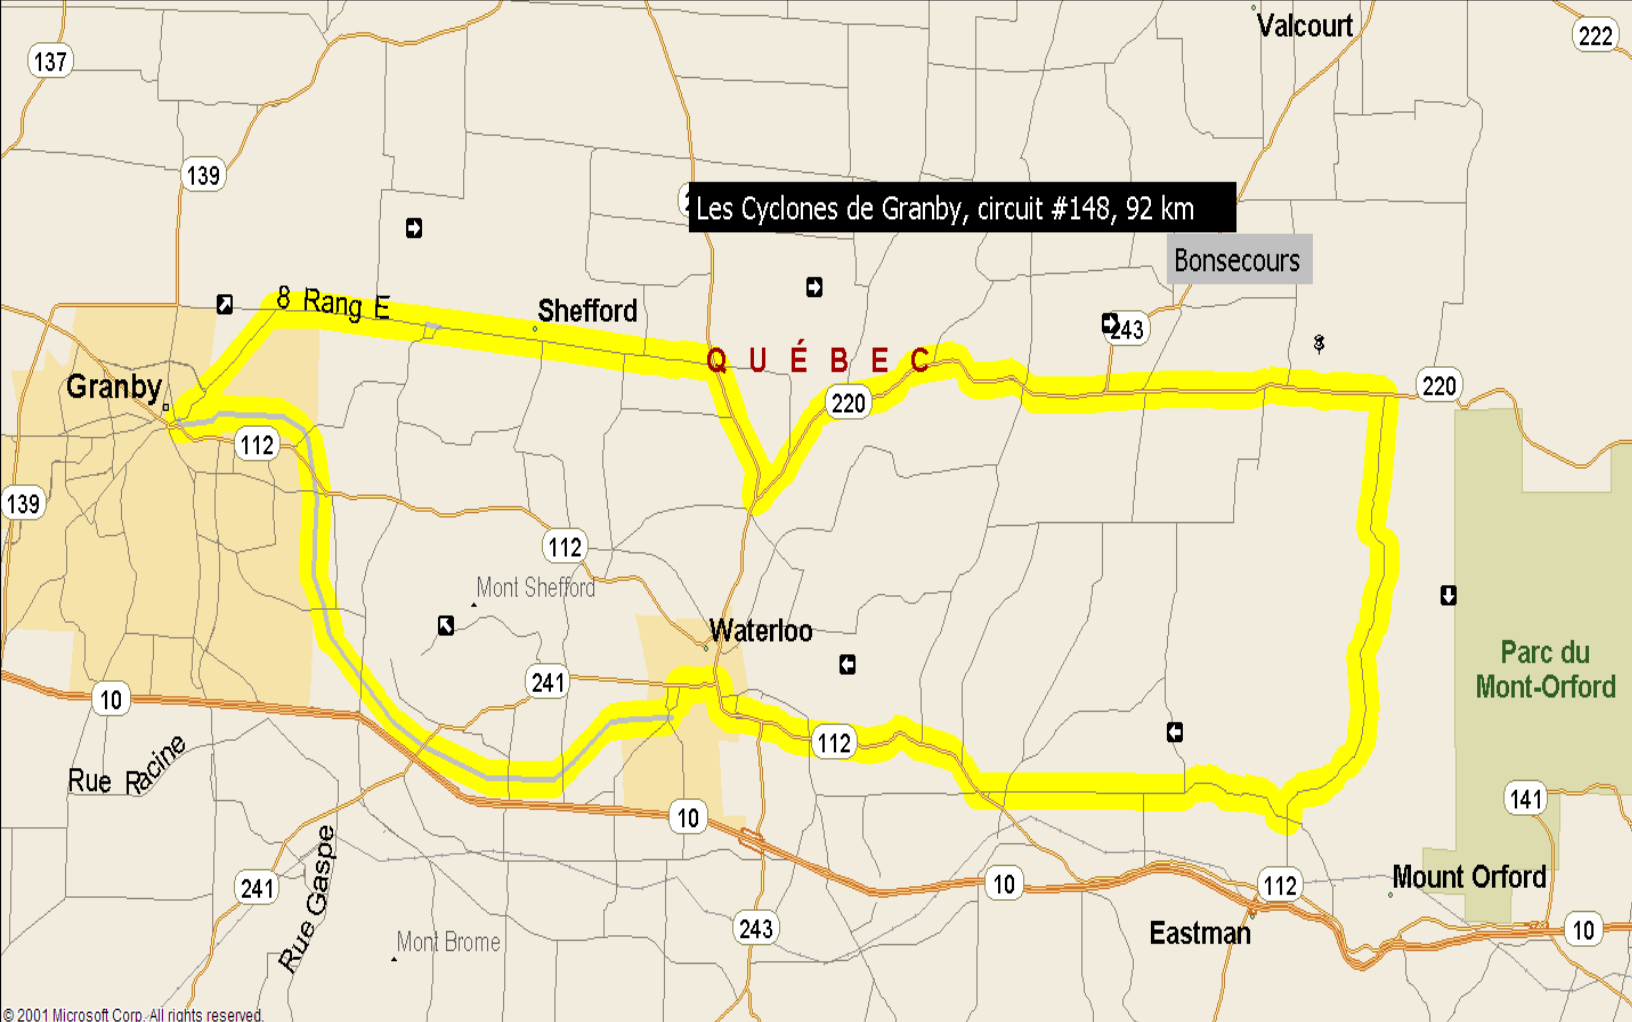 Valcourt
222
137
139
Les Cyclones de Granby, circuit #148, 92 km
Bonsecours
8 Rang E
Shefford
243
QUÉBEC
Granby
220
220
112
139
112
Mont Shefford
Waterloo
Parc du
Mont-Orford
241
10
112
Rue Racine
141
10
241
Rue Gaspe
10
112
Mount Orford
243
Eastman
10
Mont Brome
© 2001 Microsoft Corp. All rights reserved.